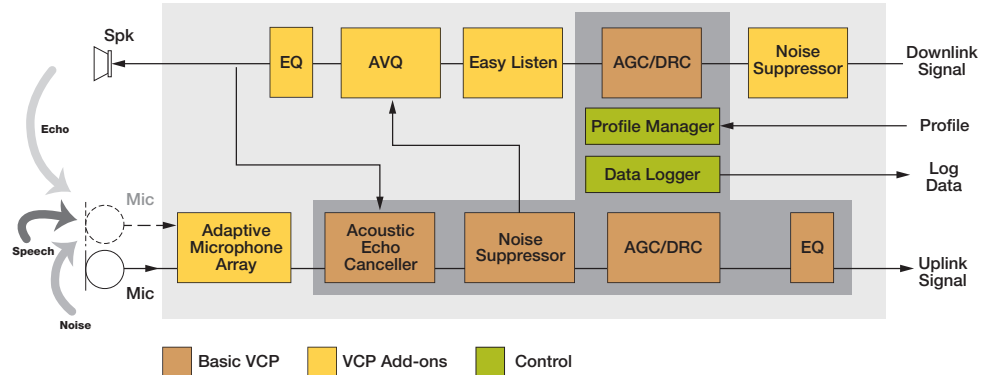 Spk
EQ
AVQ
Easy Listen
AGC/DRC
Noise
Suppressor
Downlink
Signal
Echo
Profile Manager
Profile
Data Logger
Log
Data
Mic
Speech
Adaptive
Microphone
Array
Acoustic
Echo
Canceller
Noise
Suppressor
AGC/DRC
EQ
Uplink
Signal
Mic
Noise
Basic VCP
VCP Add-ons
Control